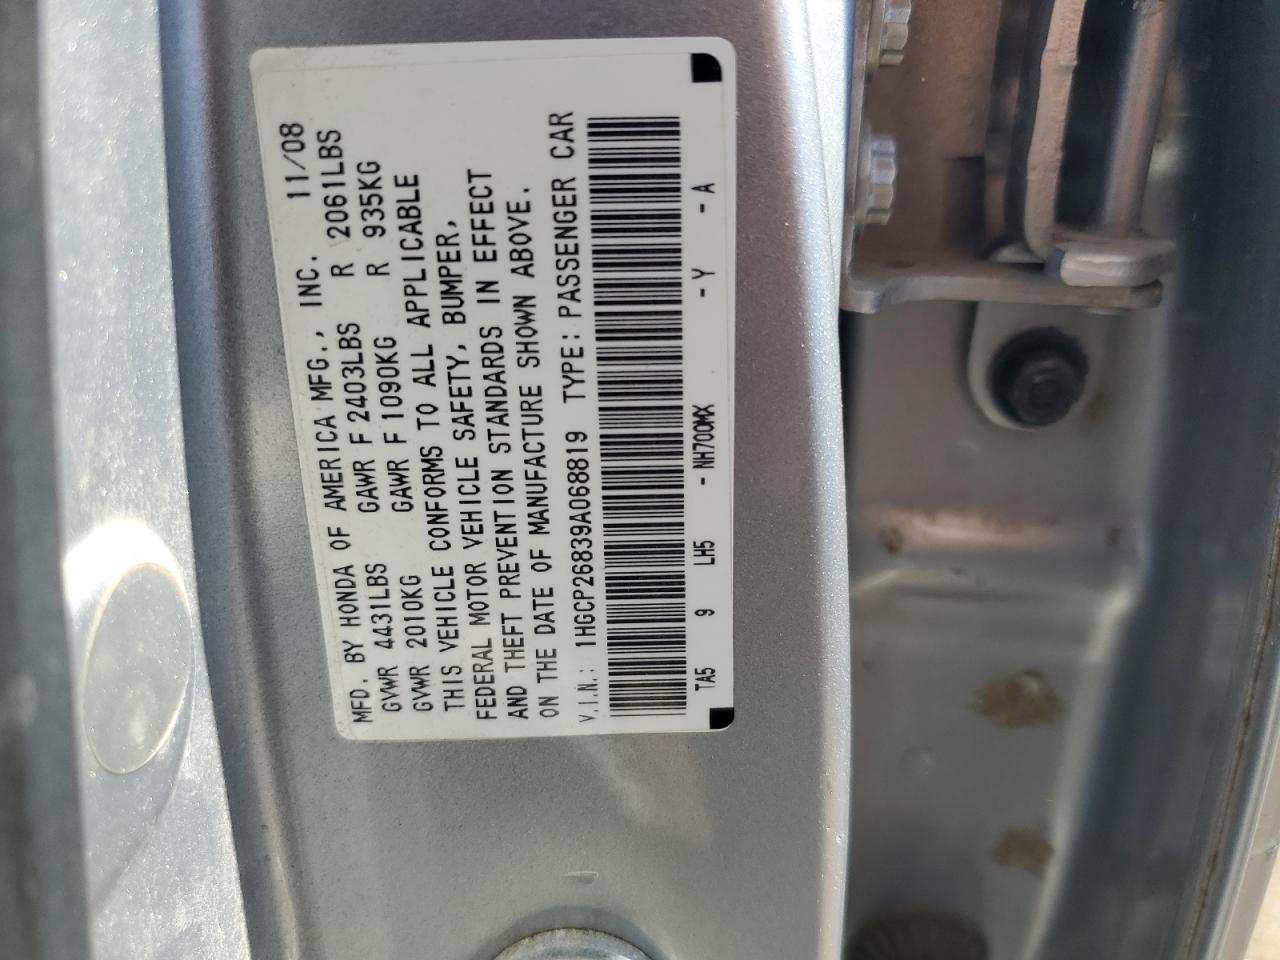 MFD. BY HONDA OF AMERICA MFG., INC. 11/08
GVWR 4431LBS GAWR F 2403LBS R 2061LBS
GVWR 2010KG GAWR F 1090KG R 935KG
THIS VEHICLE CONFORMS TO ALL APPLICABLE
FEDERAL MOTOR VEHICLE SAFETY, BUMPER,
AND THEFT PREVENTION STANDARDS IN EFFECT
ON THE DATE OF MANUFACTURE SHOWN ABOVE.
V.I.N.: 1HGCP26839A068819 TYPE: PASSENGER CAR
TA5 9 LH5 - NH700MX - Y - A